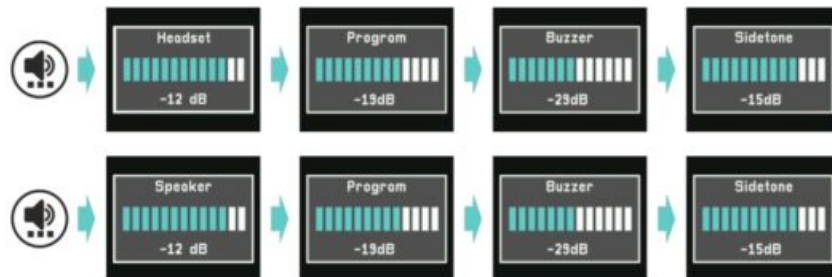 Headset
-12 dB
Program
-19dB
Buzzer
-29dB
Sidetone
-15dB
Speaker
-12 dB
Program
-19dB
Buzzer
-29dB
Sidetone
-15dB